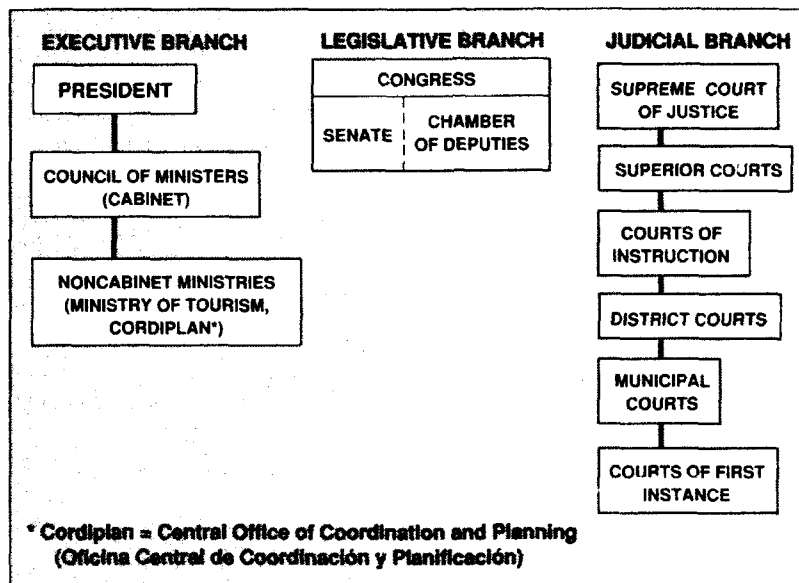 EXECUTIVE BRANCH
PRESIDENT
COUNCIL OF MINISTERS
(CABINET)
NONCABINET MINISTRIES
(MINISTRY OF TOURISM,
CORDIPLAN*)
LEGISLATIVE BRANCH
CONGRESS
SENATE
CHAMBER
OF DEPUTIES
JUDICIAL BRANCH
SUPREME COURT
OF JUSTICE
SUPERIOR COURTS
COURTS OF
INSTRUCTION
DISTRICT COURTS
MUNICIPAL
COURTS
COURTS OF FIRST
INSTANCE
* Cordiplan = Central Office of Coordination and Planning
(Oficina Central de Coordinación y Planificación)